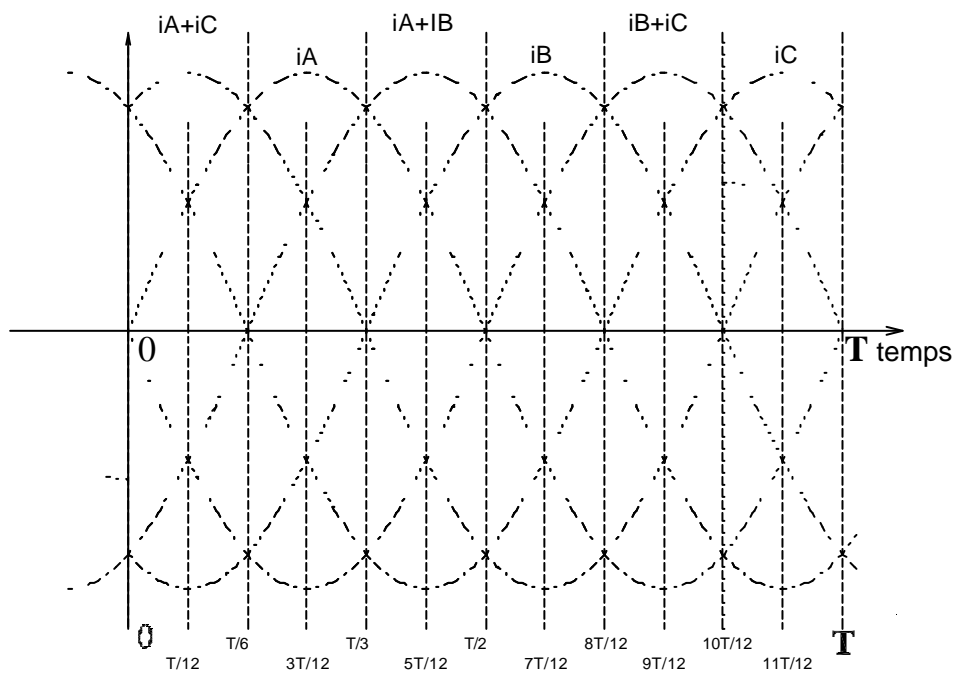 iA+iC
iA
iA+IB
iB
iB+iC
iC
0
T temps
0
T/12
T/6
3T/12
T/3
5T/12
T/2
7T/12
8T/12
9T/12
10T/12
11T/12
T